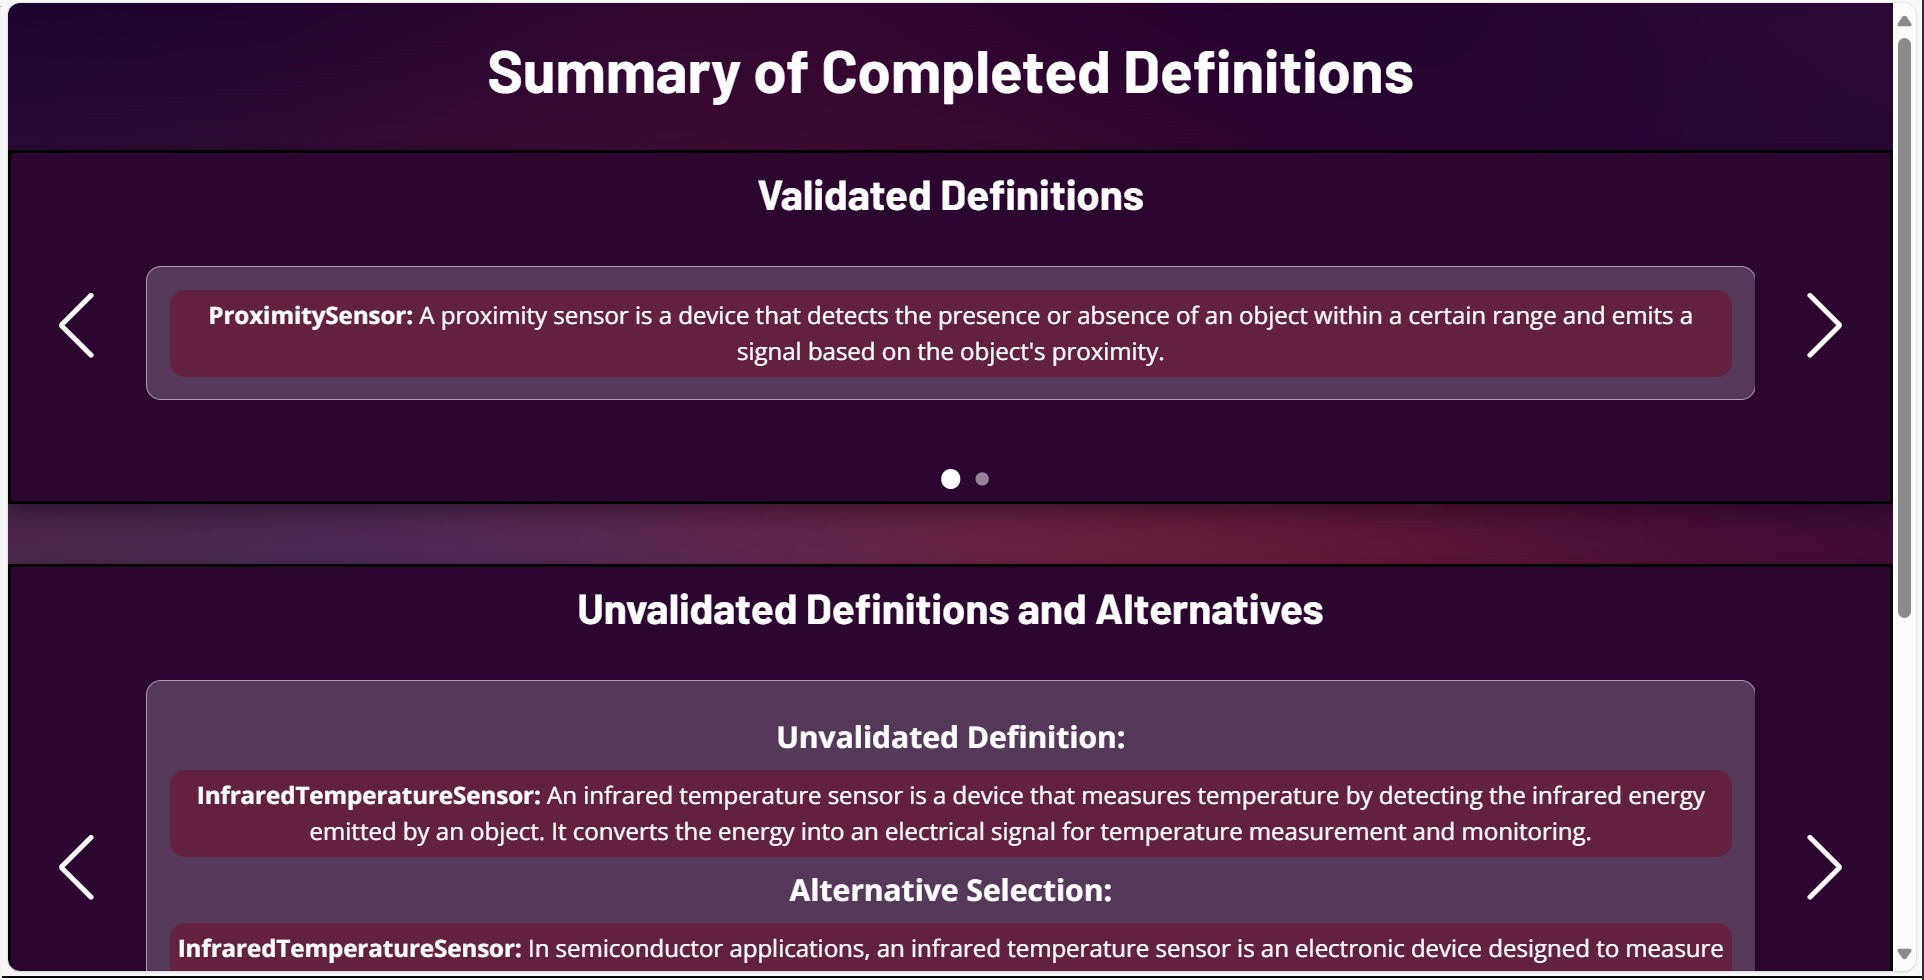 Summary of Completed Definitions
Validated Definitions
ProximitySensor: A proximity sensor is a device that detects the presence or absence of an object within a certain range and emits a
signal based on the object's proximity.
Unvalidated Definitions and Alternatives
Unvalidated Definition:
InfraredTemperatureSensor: An infrared temperature sensor is a device that measures temperature by detecting the infrared energy
emitted by an object. It converts the energy into an electrical signal for temperature measurement and monitoring.
Alternative Selection:
InfraredTemperatureSensor: In semiconductor applications, an infrared temperature sensor is an electronic device designed to measure